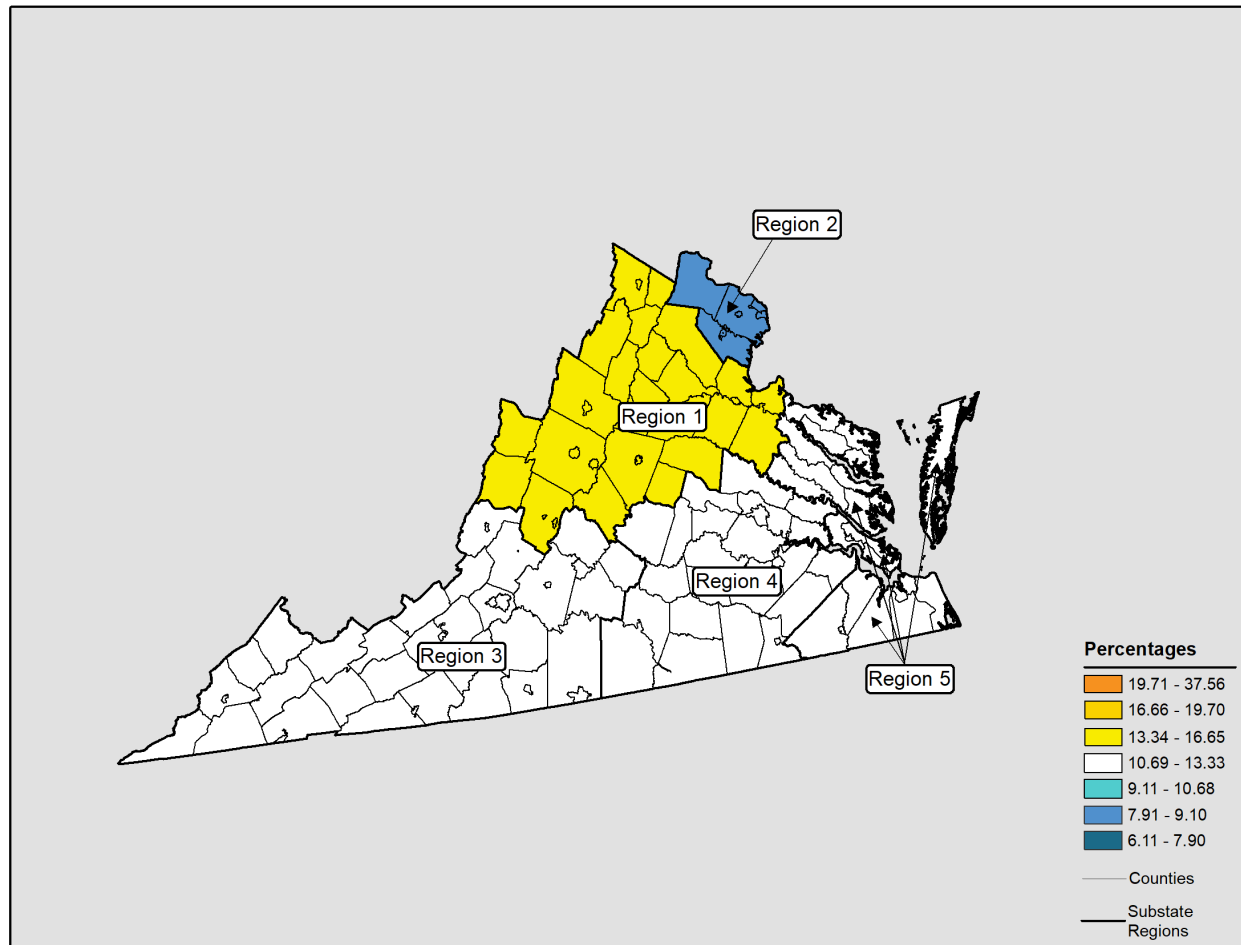 Region 2
Region 1
Region 4
Region 3
Region 5
Percentages
19.71 - 37.56
16.66 - 19.70
13.34 - 16.65
10.69 - 13.33
9.11 - 10.68
7.91 - 9.10
6.11 - 7.90
Counties
Substate
Regions